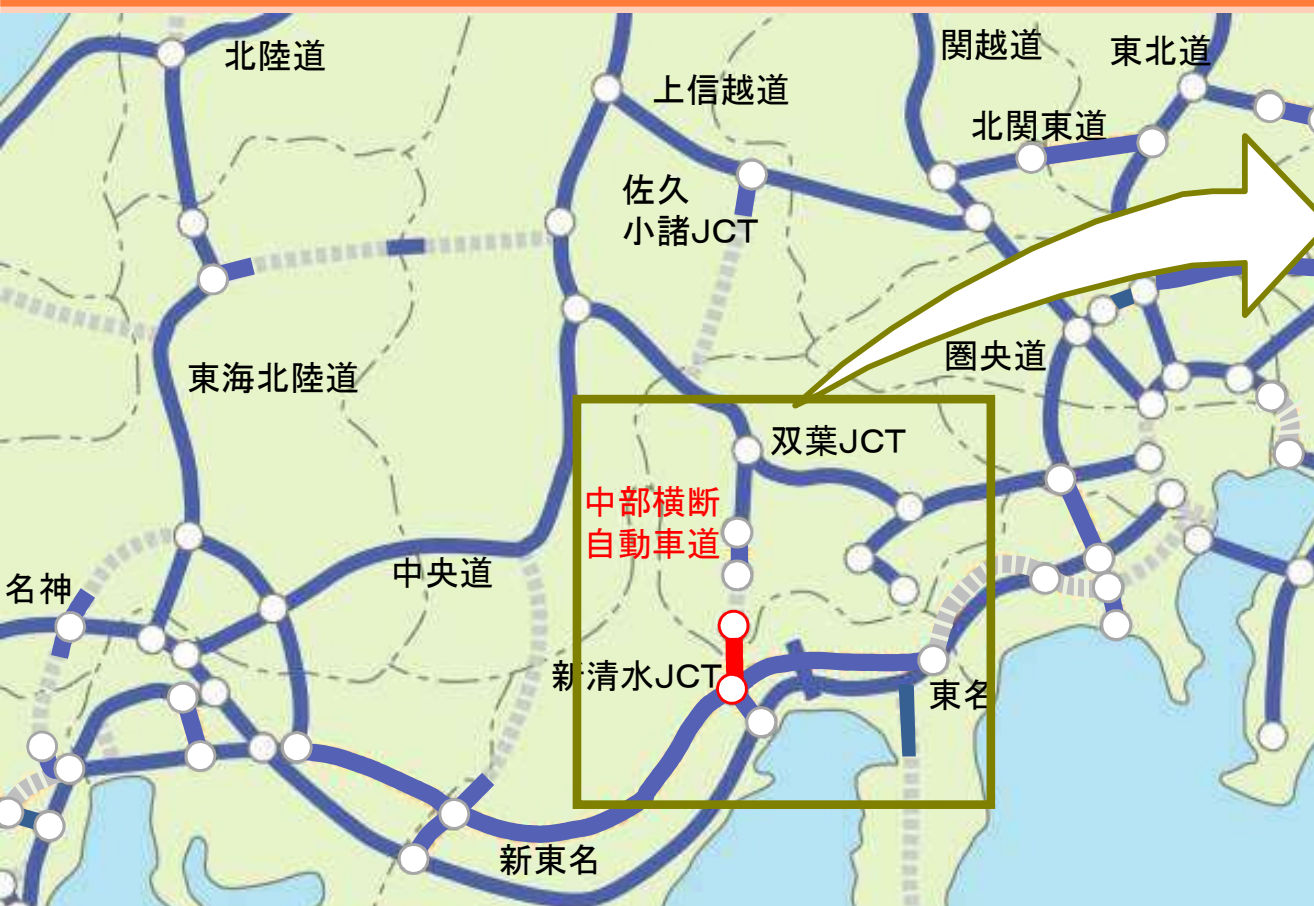 北陸道
上信越道
関越道
東北道
北関東道
佐久
小諸JCT
東海北陸道
圏央道
双葉JCT
中部横断
自動車道
中央道
名神
新清水JCT
東名
新東名